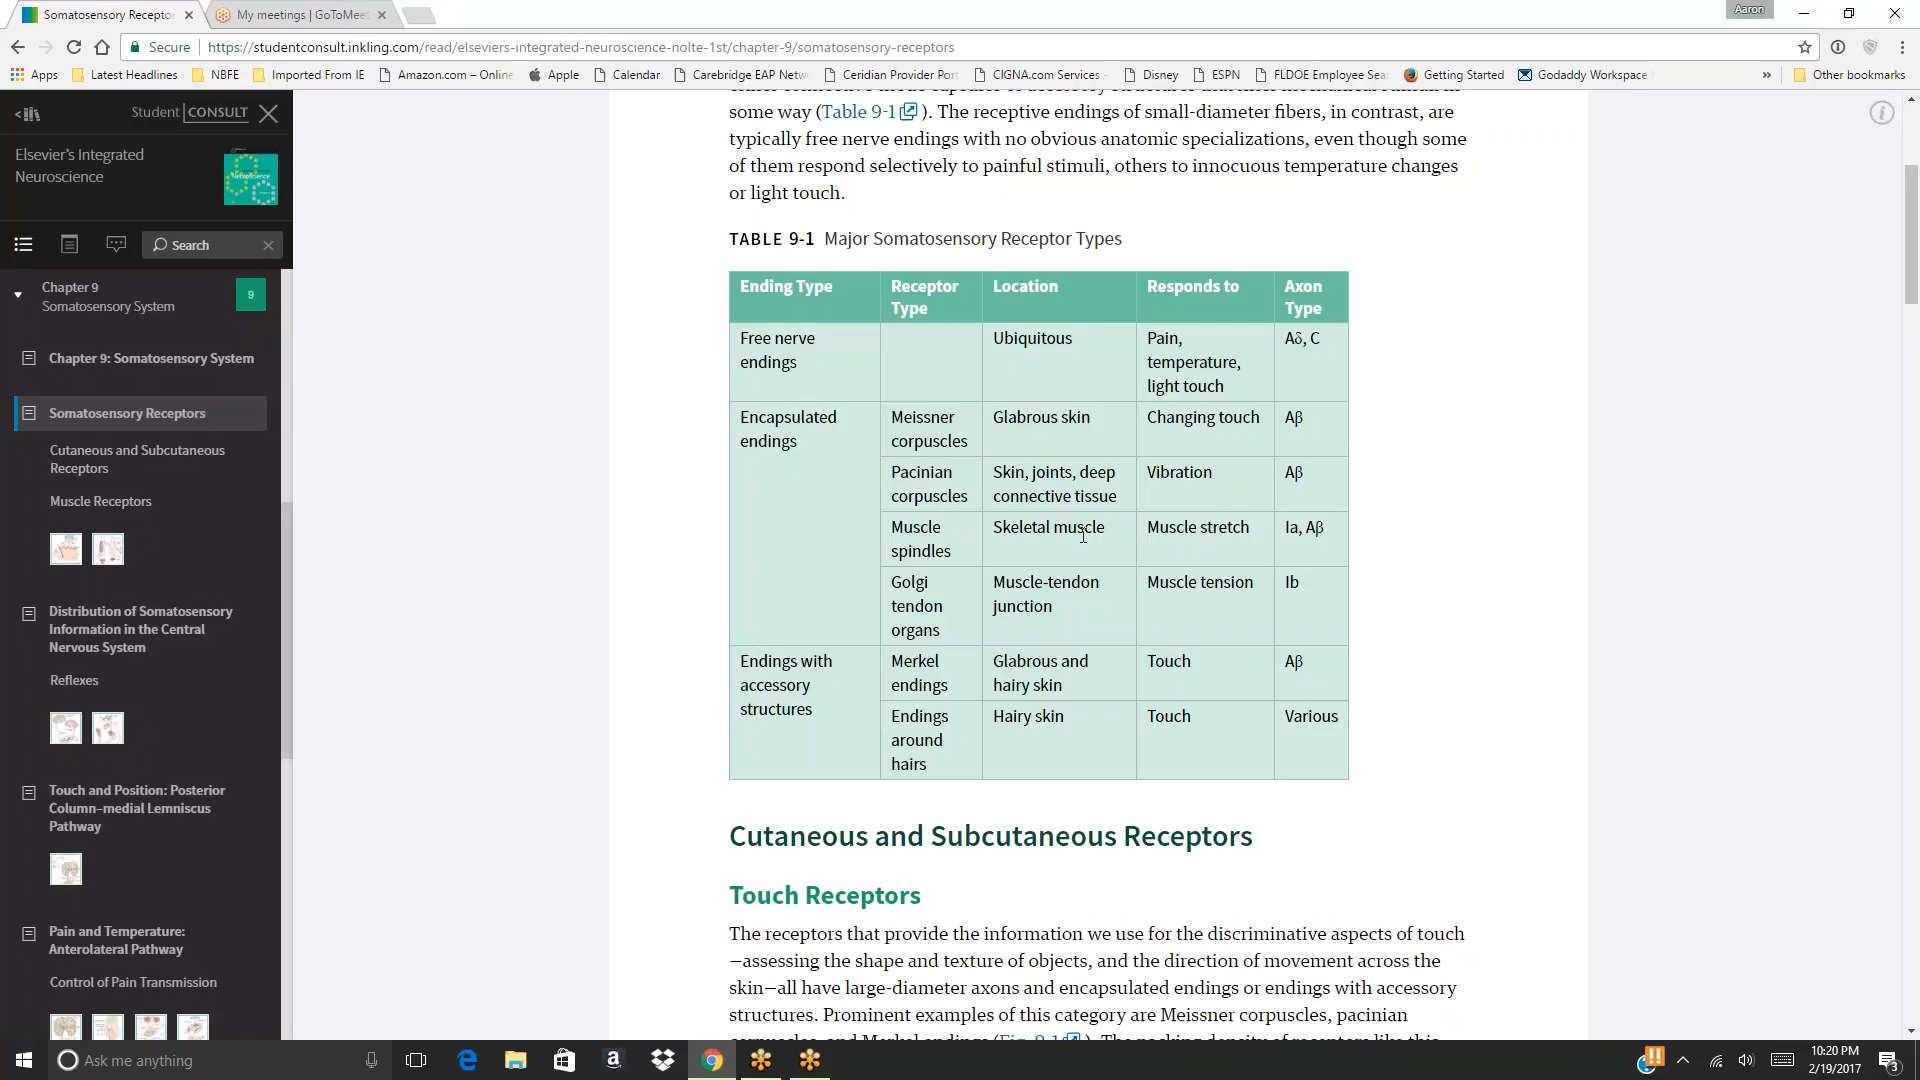 Somatosensory Receptor
My meetings | GoToMee
Aaron
Secure
https://studentconsult.inkling.com/read/elseviers-integrated-neuroscience-nolte-1st/chapter-9/somatosensory-receptors
Apps
Latest Headlines
NBFE
Imported From IE
Amazon.com – Online
Apple
Calendar
Carebridge EAP Netw
Ceridian Provider Por
CIGNA.com Services -
Disney
ESPN
FLDOE Employee Sea
Getting Started
Godaddy Workspace
»
Other bookmarks
Student CONSULT
Elsevier's Integrated
Neuroscience
Search
Chapter 9
Somatosensory System
9
Chapter 9: Somatosensory System
Somatosensory Receptors
Cutaneous and Subcutaneous
Receptors
Muscle Receptors
Distribution of Somatosensory
Information in the Central
Nervous System
Reflexes
Touch and Position: Posterior
Column–medial Lemniscus
Pathway
Pain and Temperature:
Anterolateral Pathway
Control of Pain Transmission
some way (Table 9-1 ). The receptive endings of small-diameter fibers, in contrast, are
typically free nerve endings with no obvious anatomic specializations, even though some
of them respond selectively to painful stimuli, others to innocuous temperature changes
or light touch.
TABLE 9-1 Major Somatosensory Receptor Types
Ending Type
Receptor
Type
Location
Responds to
Axon
Type
Free nerve
endings
Ubiquitous
Pain,
temperature,
light touch
Aδ, C
Encapsulated
endings
Meissner
corpuscles
Glabrous skin
Changing touch
Aβ
Pacinian
corpuscles
Skin, joints, deep
connective tissue
Vibration
Aβ
Muscle
spindles
Skeletal muscle
Muscle stretch
Ia, Aβ
Golgi
tendon
organs
Muscle-tendon
junction
Muscle tension
Ib
Endings with
accessory
structures
Merkel
endings
Glabrous and
hairy skin
Touch
Aβ
Endings
around
hairs
Hairy skin
Touch
Various
Cutaneous and Subcutaneous Receptors
Touch Receptors
The receptors that provide the information we use for the discriminative aspects of touch
—assessing the shape and texture of objects, and the direction of movement across the
skin—all have large-diameter axons and encapsulated endings or endings with accessory
structures. Prominent examples of this category are Meissner corpuscles, pacinian
Ask me anything
10:20 PM
2/19/2017
3